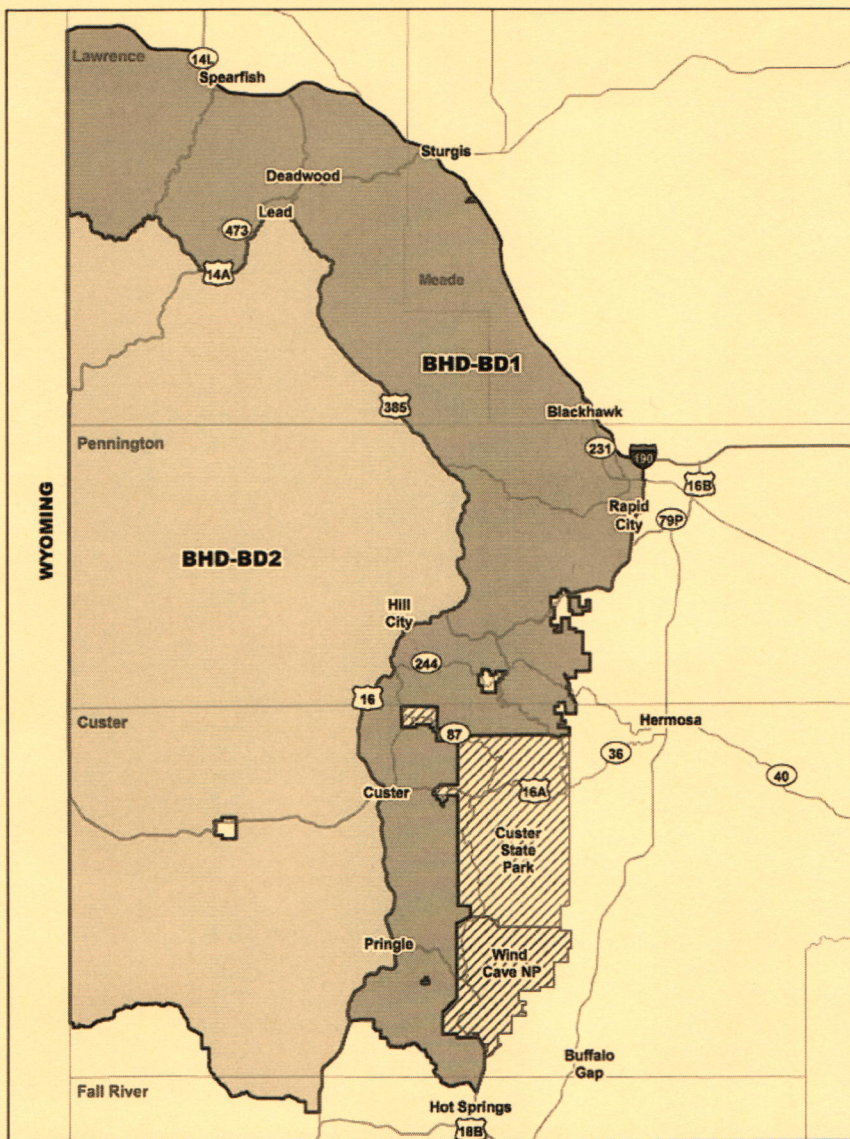 Lawrence
14L
Spearfish
Sturgis
Deadwood
Lead
473
14A
Meade
BHD-BD1
385
Blackhawk
Pennington
231
190
16B
WYOMING
Rapid
City
79P
BHD-BD2
Hill
City
244
16
Custer
Hermosa
87
36
40
Custer
16A
Custer
State
Park
Pringle
Wind
Cave NP
Buffalo
Gap
Fall River
Hot Springs
18B